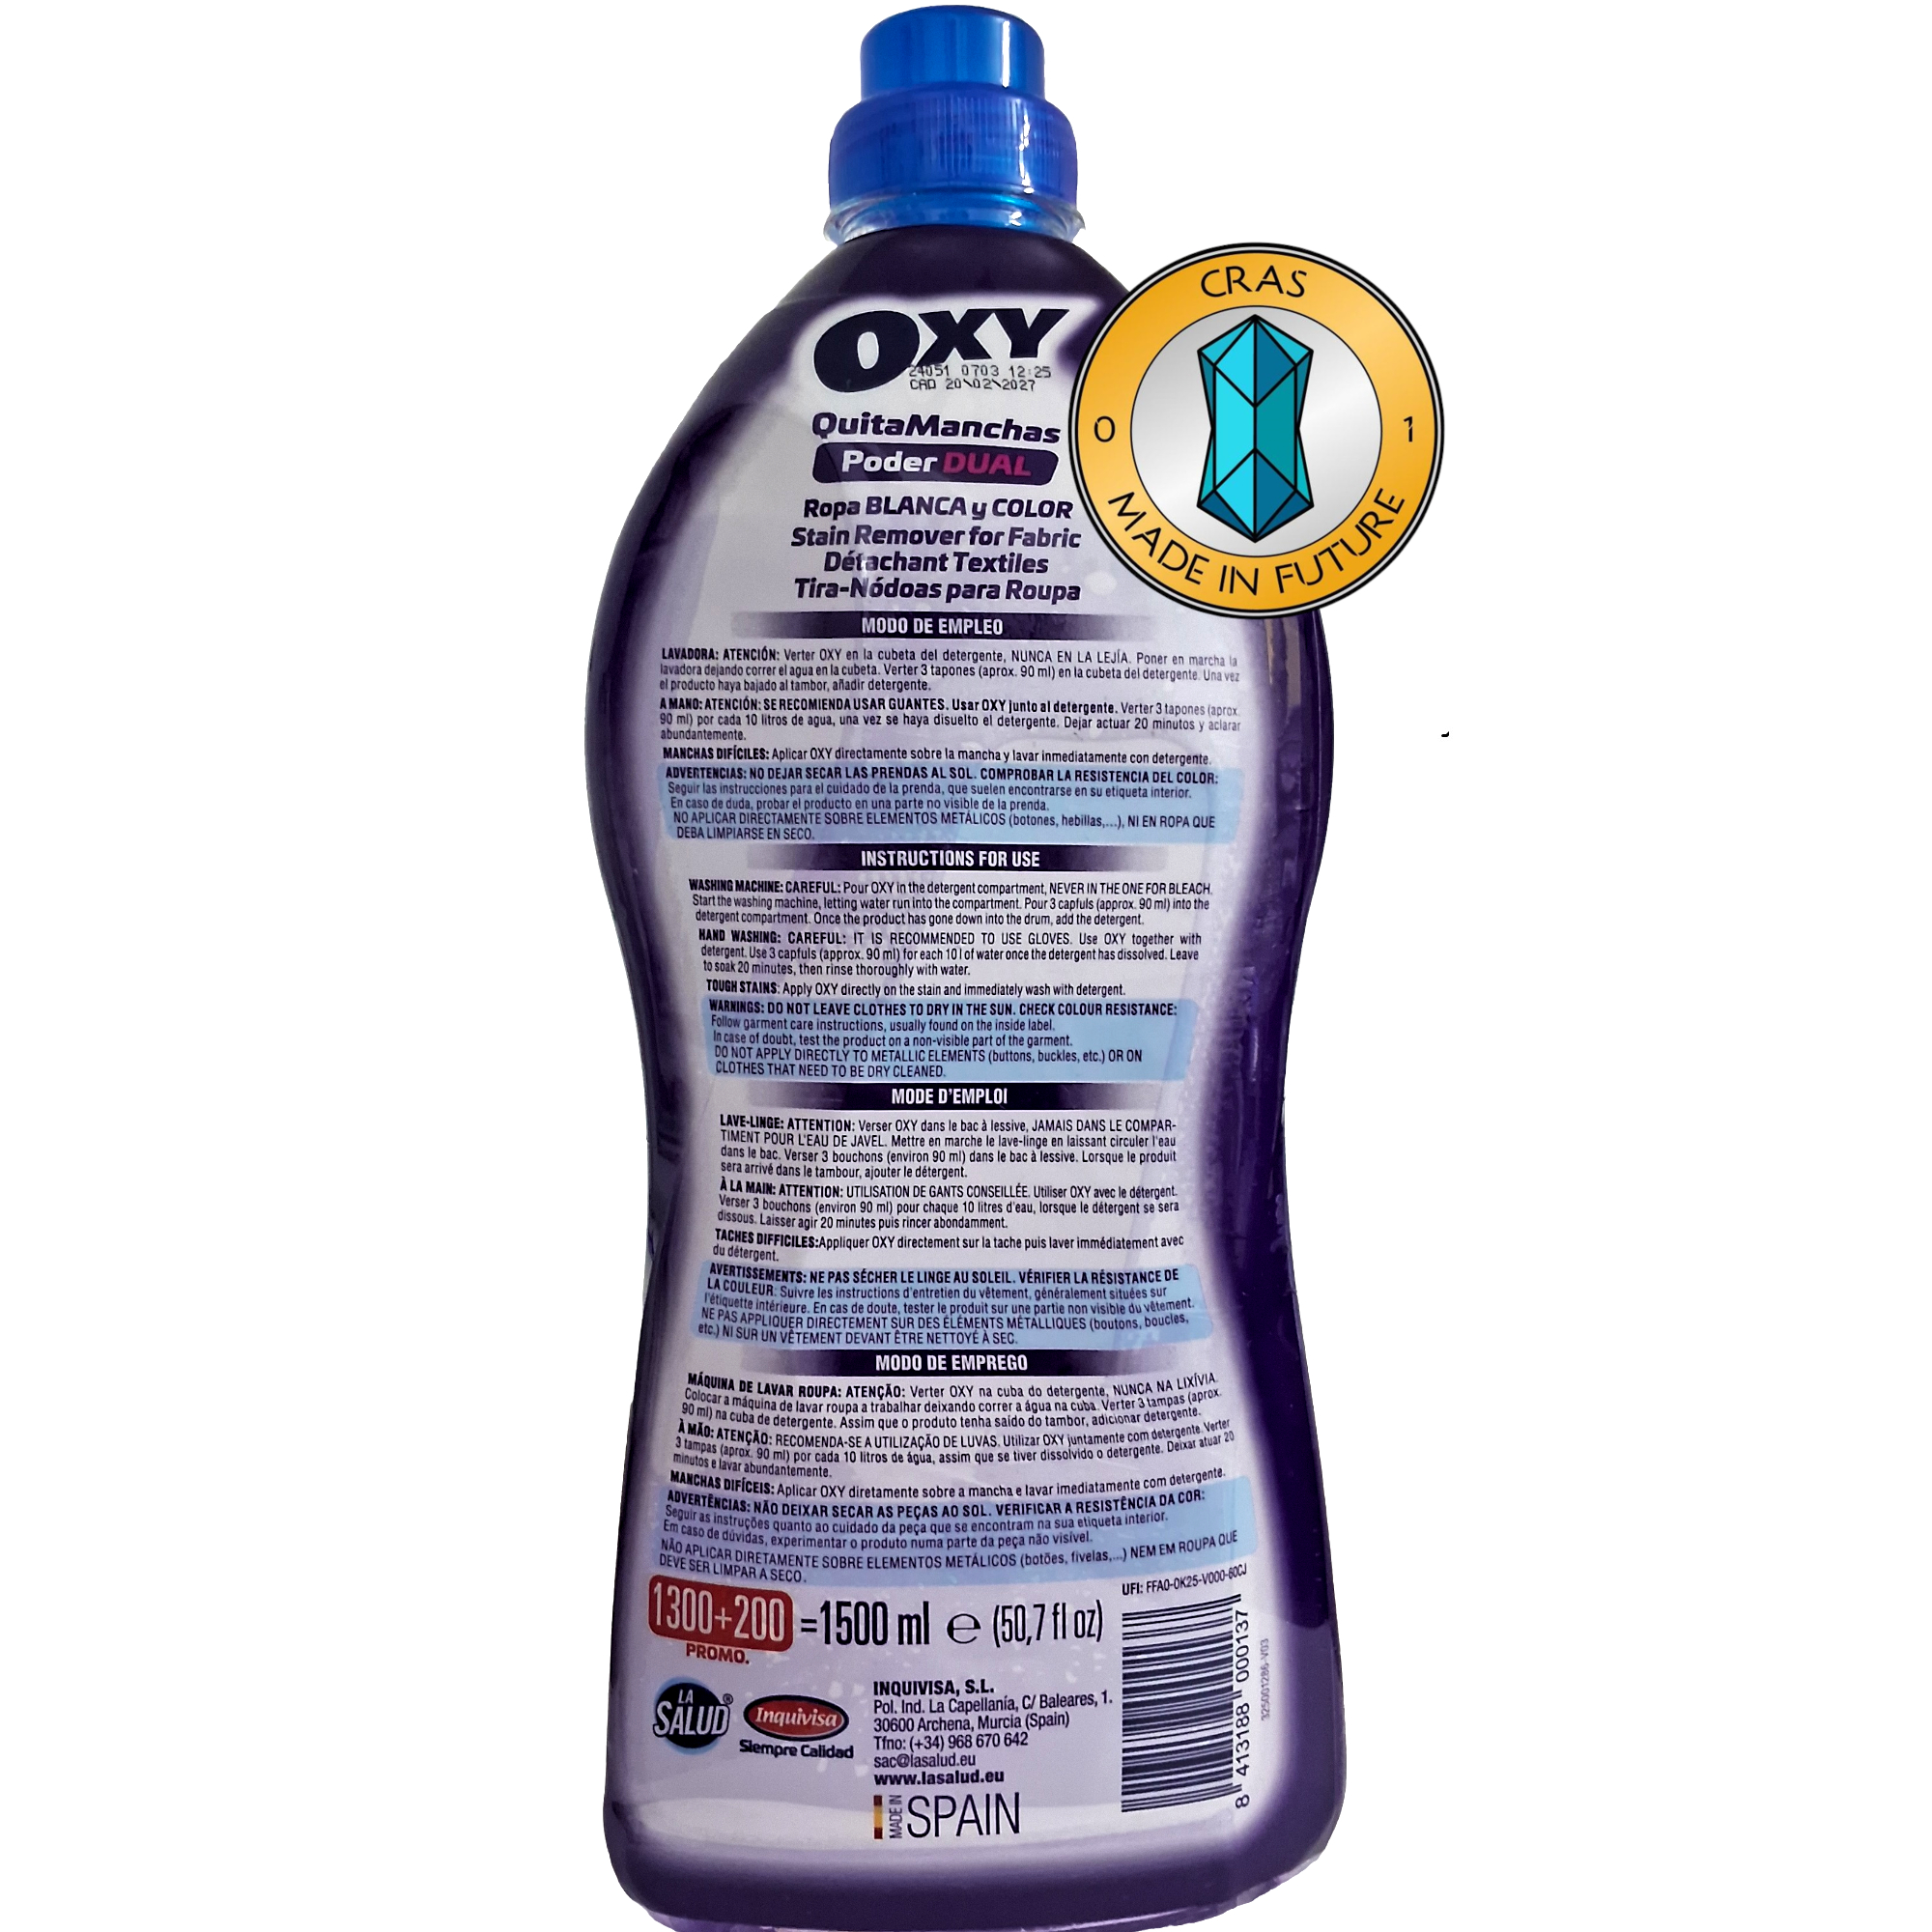 OXY
24051 0703 12:25
CAD 20\02\2027
QuitaManchas
Poder DUAL
Ropa BLANCA y COLOR
Stain Remover for Fabric
Détachant Textiles
Tira-Nódoas para Roupa
CRAS
0 1
MADE IN FUTURE
MODO DE EMPLEO
LAVADORA: ATENCIÓN: Verter OXY en la cubeta del detergente, NUNCA EN LA LEJÍA. Poner en marcha la
lavadora dejando correr el agua en la cubeta. Verter 3 tapones (aprox. 90 ml) en la cubeta del detergente. Una vez
el producto haya bajado al tambor, añadir detergente.
A MANO: ATENCIÓN: SE RECOMIENDA USAR GUANTES. Usar OXY junto al detergente. Verter 3 tapones (aprox.
90 ml) por cada 10 litros de agua, una vez se haya disuelto el detergente. Dejar actuar 20 minutos y aclarar
abundantemente.
MANCHAS DIFÍCILES: Aplicar OXY directamente sobre la mancha y lavar inmediatamente con detergente.
ADVERTENCIAS: NO DEJAR SECAR LAS PRENDAS AL SOL. COMPROBAR LA RESISTENCIA DEL COLOR:
Seguir las instrucciones para el cuidado de la prenda, que suelen encontrarse en su etiqueta interior.
En caso de duda, probar el producto en una parte no visible de la prenda.
NO APLICAR DIRECTAMENTE SOBRE ELEMENTOS METÁLICOS (botones, hebillas,...), NI EN ROPA QUE
DEBA LIMPIARSE EN SECO.
INSTRUCTIONS FOR USE
WASHING MACHINE: CAREFUL: Pour OXY in the detergent compartment, NEVER IN THE ONE FOR BLEACH.
Start the washing machine, letting water run into the compartment. Pour 3 capfuls (approx. 90 ml) into the
detergent compartment. Once the product has gone down into the drum, add the detergent.
HAND WASHING: CAREFUL: IT IS RECOMMENDED TO USE GLOVES. Use OXY together with
detergent. Use 3 capfuls (approx. 90 ml) for each 10 l of water once the detergent has dissolved. Leave
to soak 20 minutes, then rinse thoroughly with water.
TOUGH STAINS: Apply OXY directly on the stain and immediately wash with detergent.
WARNINGS: DO NOT LEAVE CLOTHES TO DRY IN THE SUN. CHECK COLOUR RESISTANCE:
Follow garment care instructions, usually found on the inside label.
In case of doubt, test the product on a non-visible part of the garment.
DO NOT APPLY DIRECTLY TO METALLIC ELEMENTS (buttons, buckles, etc.) OR ON
CLOTHES THAT NEED TO BE DRY CLEANED.
MODE D'EMPLOI
LAVE-LINGE: ATTENTION: Verser OXY dans le bac à lessive, JAMAIS DANS LE COMPAR-
TIMENT POUR L'EAU DE JAVEL. Mettre en marche le lave-linge en laissant circuler l'eau
dans le bac. Verser 3 bouchons (environ 90 ml) dans le bac à lessive. Lorsque le produit
sera arrivé dans le tambour, ajouter le détergent.
À LA MAIN: ATTENTION: UTILISATION DE GANTS CONSEILLÉE. Utiliser OXY avec le détergent.
Verser 3 bouchons (environ 90 ml) pour chaque 10 litres d'eau, lorsque le détergent se sera
dissous. Laisser agir 20 minutes puis rincer abondamment.
TACHES DIFFICILES:Appliquer OXY directement sur la tache puis laver immédiatement avec
du détergent.
AVERTISSEMENTS: NE PAS SÉCHER LE LINGE AU SOLEIL. VÉRIFIER LA RÉSISTANCE DE
LA COULEUR: Suivre les instructions d'entretien du vêtement, généralement situées sur
l'étiquette intérieure. En cas de doute, tester le produit sur une partie non visible du vêtement.
NE PAS APPLIQUER DIRECTEMENT SUR DES ÉLÉMENTS MÉTALLIQUES (boutons, boucles,
etc.) NI SUR UN VÊTEMENT DEVANT ÊTRE NETTOYÉ À SEC.
MODO DE EMPREGO
MÁQUINA DE LAVAR ROUPA: ATENÇÃO: Verter OXY na cuba do detergente, NUNCA NA LIXÍVIA.
Colocar a máquina de lavar roupa a trabalhar deixando correr a água na cuba. Verter 3 tampas (aprox.
90 ml) na cuba de detergente. Assim que o produto tenha saído do tambor, adicionar detergente.
À MÃO: ATENÇÃO: RECOMENDA-SE A UTILIZAÇÃO DE LUVAS. Utilizar OXY juntamente com detergente. Verter
3 tampas (aprox. 90 ml) por cada 10 litros de água, assim que se tiver dissolvido o detergente. Deixar atuar 20
minutos e lavar abundantemente.
MANCHAS DIFÍCEIS: Aplicar OXY diretamente sobre a mancha e lavar imediatamente com detergente.
ADVERTÊNCIAS: NÃO DEIXAR SECAR AS PEÇAS AO SOL. VERIFICAR A RESISTÊNCIA DA COR:
Seguir as instruções quanto ao cuidado da peça que se encontram na sua etiqueta interior.
Em caso de dúvidas, experimentar o produto numa parte da peça não visível.
NÃO APLICAR DIRETAMENTE SOBRE ELEMENTOS METÁLICOS (botões, fivelas,...) NEM EM ROUPA QUE
DEVE SER LIMPAR A SECO.
UFI: FFA0-0K25-V000-60CJ
1300+200 =1500 ml e (50,7 fl oz)
PROMO.
LA
SALUD®
Inquivisa
Siempre Calidad
INQUIVISA, S.L.
Pol. Ind. La Capellanía, C/ Baleares, 1.
30600 Archena, Murcia (Spain)
Tfno: (+34) 968 670 642
sac@lasalud.eu
www.lasalud.eu
MADE IN
SPAIN
8 413188 000137
325001286-V03